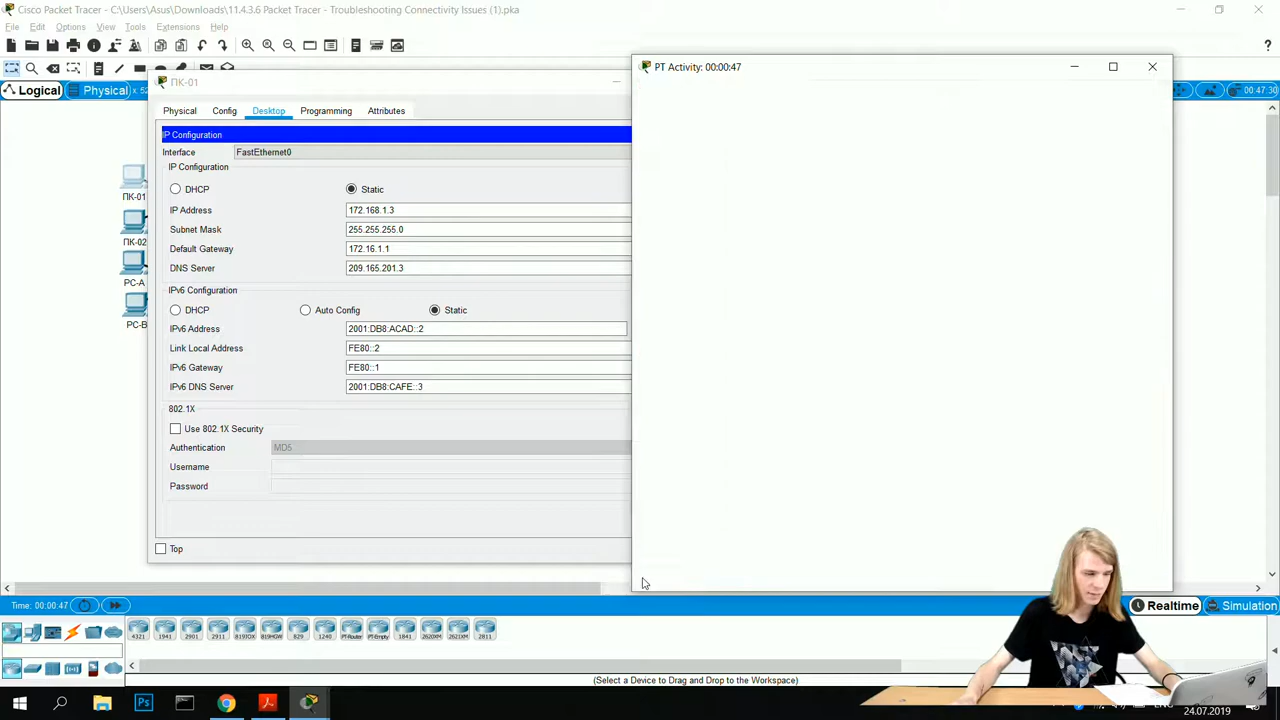 Cisco Packet Tracer - C:\Users\Asus\Downloads\11.4.3.6 Packet Tracer - Troubleshooting Connectivity Issues (1).pka
File Edit Options View Tools Extensions Help
PT Activity: 00:00:47
ПК-01
Logical
Physical
00:47:30
Physical Config Desktop Programming Attributes
IP Configuration
Interface FastEthernet0
IP Configuration
DHCP Static
IP Address 172.168.1.3
Subnet Mask 255.255.255.0
Default Gateway 172.16.1.1
DNS Server 209.165.201.3
IPv6 Configuration
DHCP Auto Config Static
IPv6 Address 2001:DB8:ACAD::2
Link Local Address FE80::2
IPv6 Gateway FE80::1
IPv6 DNS Server 2001:DB8:CAFE::3
802.1X
Use 802.1X Security
Authentication MD5
Username
Password
Top
ПК-01
ПК-02
PC-A
PC-B
Time: 00:00:47
Realtime
Simulation
4321 1941 2901 2911 819IOX 819HGW 829 1240 PT-Router PT-Empty 1841 2620XM 2621XM 2811
(Select a Device to Drag and Drop to the Workspace)
24.07.2019